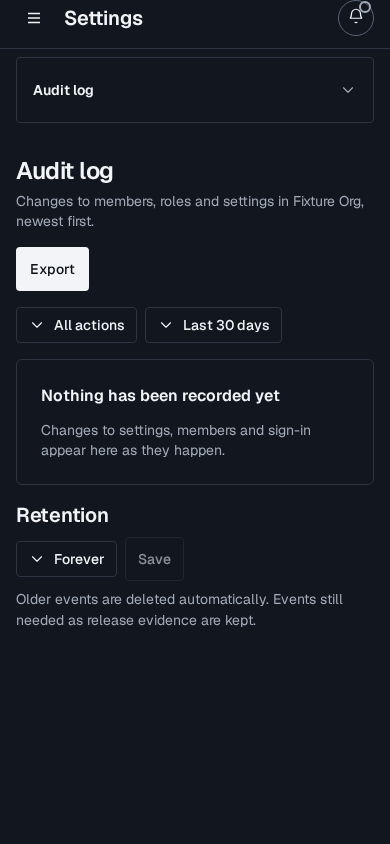 Settings
Audit log
Audit log
Changes to members, roles and settings in Fixture Org,
newest first.
Export
All actions
Last 30 days
Nothing has been recorded yet
Changes to settings, members and sign-in
appear here as they happen.
Retention
Forever
Save
Older events are deleted automatically. Events still
needed as release evidence are kept.